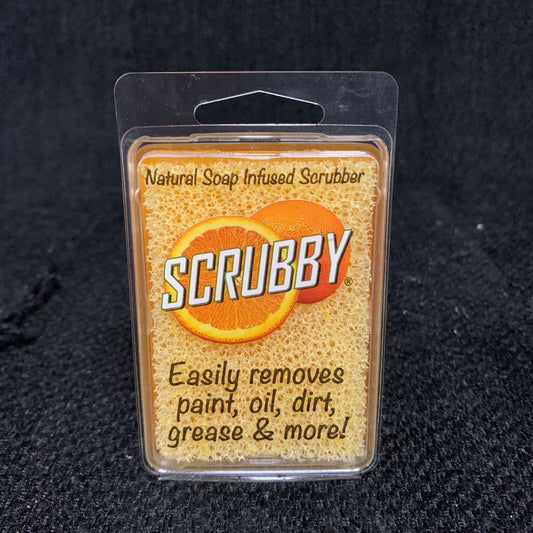 Natural Soap Infused Scrubber
SCRUBBY®
Easily removes
paint, oil, dirt,
grease & more!